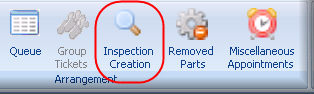 Queue
Group
Tickets
Inspection
Creation
Removed
Parts
Miscellaneous
Appointments
Arrangement